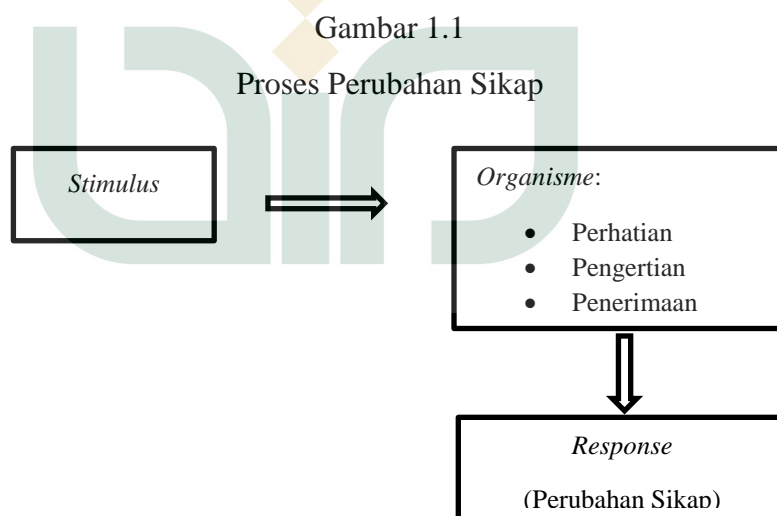 Gambar 1.1
Proses Perubahan Sikap
Stimulus
Organisme:
• Perhatian
• Pengertian
• Penerimaan
Response
(Perubahan Sikap)